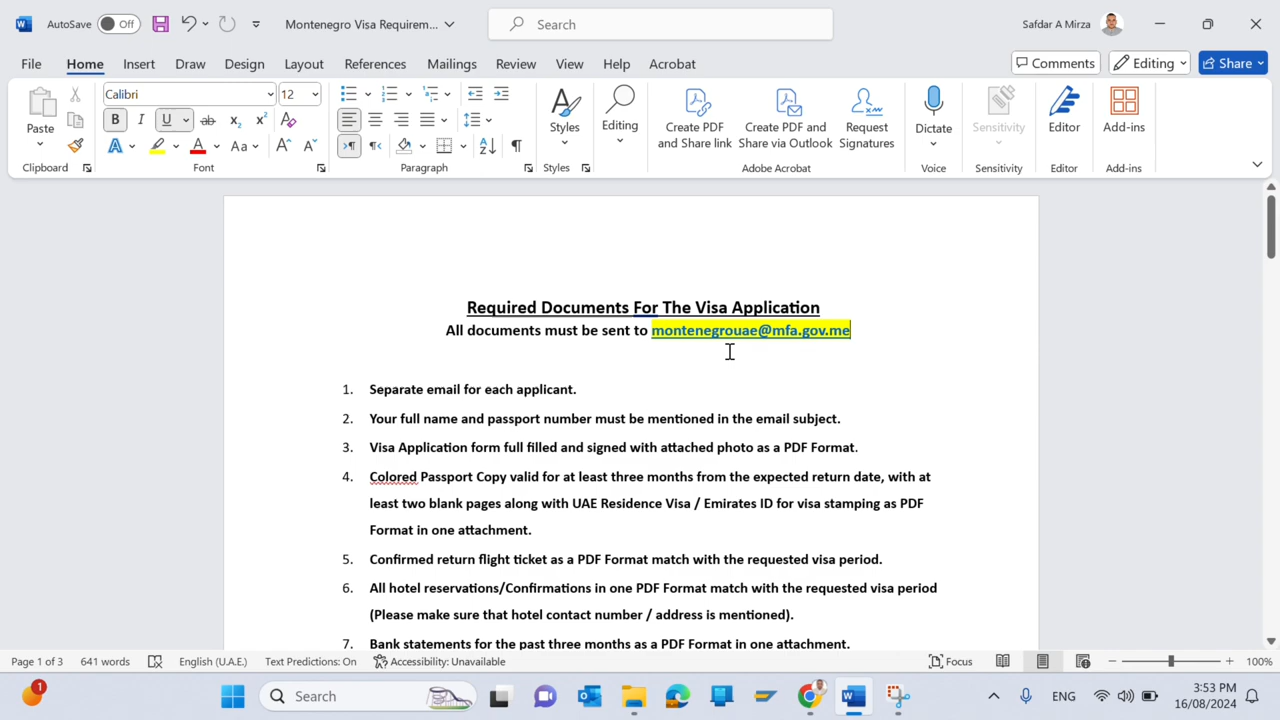 AutoSave Off Montenegro Visa Requirem... Search Safdar A Mirza
File Home Insert Draw Design Layout References Mailings Review View Help Acrobat Comments Editing Share
Calibri 12
Paste Styles Editing Create PDF and Share link Create PDF and Share via Outlook Request Signatures Dictate Sensitivity Editor Add-ins
Clipboard Font Paragraph Styles Adobe Acrobat Voice Sensitivity Editor Add-ins
Required Documents For The Visa Application
All documents must be sent to montenegrouae@mfa.gov.me
1. Separate email for each applicant.
2. Your full name and passport number must be mentioned in the email subject.
3. Visa Application form full filled and signed with attached photo as a PDF Format.
4. Colored Passport Copy valid for at least three months from the expected return date, with at
least two blank pages along with UAE Residence Visa / Emirates ID for visa stamping as PDF
Format in one attachment.
5. Confirmed return flight ticket as a PDF Format match with the requested visa period.
6. All hotel reservations/Confirmations in one PDF Format match with the requested visa period
(Please make sure that hotel contact number / address is mentioned).
7. Bank statements for the past three months as a PDF Format in one attachment.
Page 1 of 3 641 words English (U.A.E.) Text Predictions: On Accessibility: Unavailable Focus 100%
1 Search ENG 3:53 PM
16/08/2024